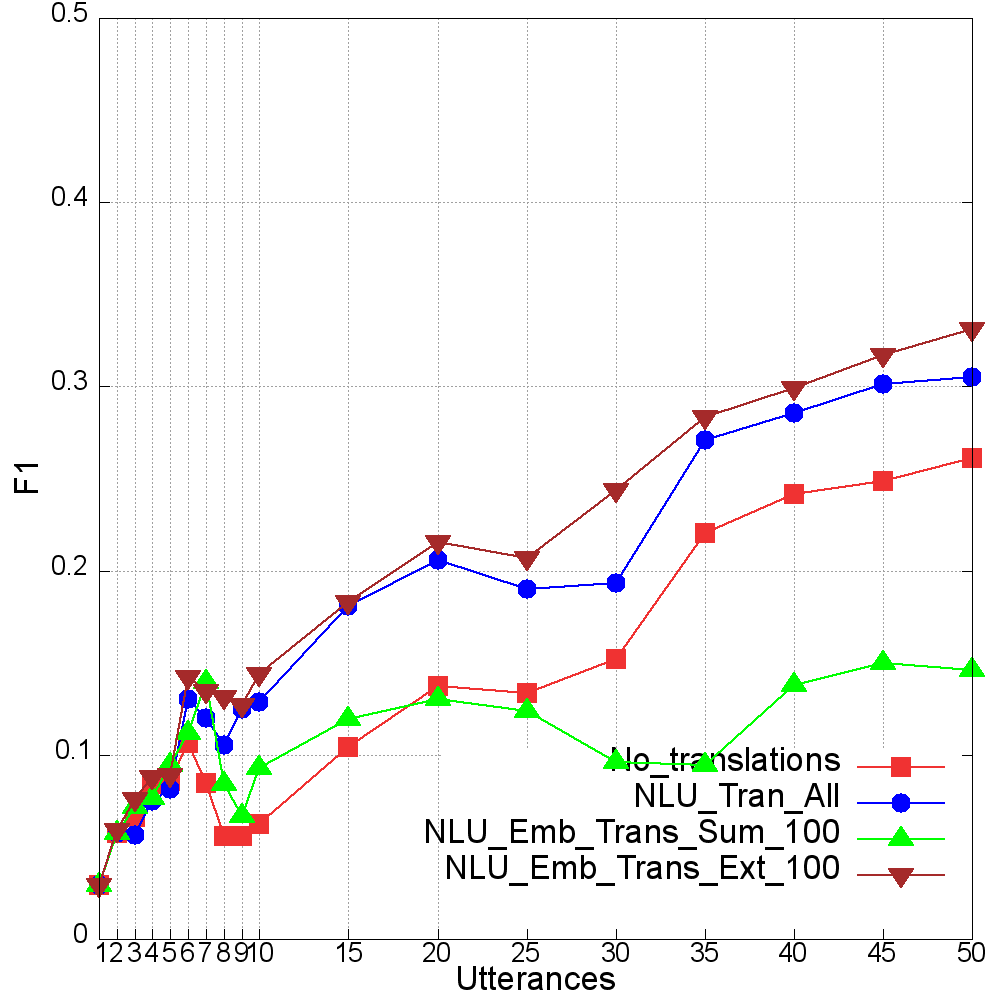 0.5
0.4
0.3
F1
0.2
0.1
No_translations
NLU_Tran_All
NLU_Emb_Trans_Sum_100
NLU_Emb_Trans_Ext_100
0
1 2 3 4 5 6 7 8 9 10 15 20 25 30 35 40 45 50
Utterances